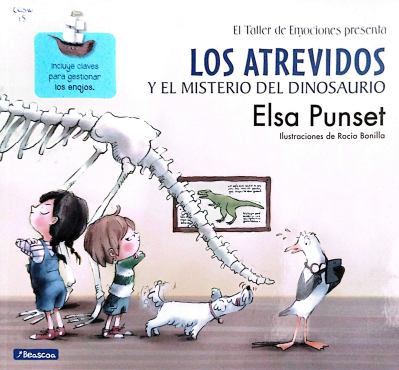 El Taller de Emociones presenta
LOS ATREVIDOS
Y EL MISTERIO DEL DINOSAURIO
Elsa Punset
Ilustraciones de Rocio Bonilla
Incluye claves
para gestionar
los enojos.
Beascoa